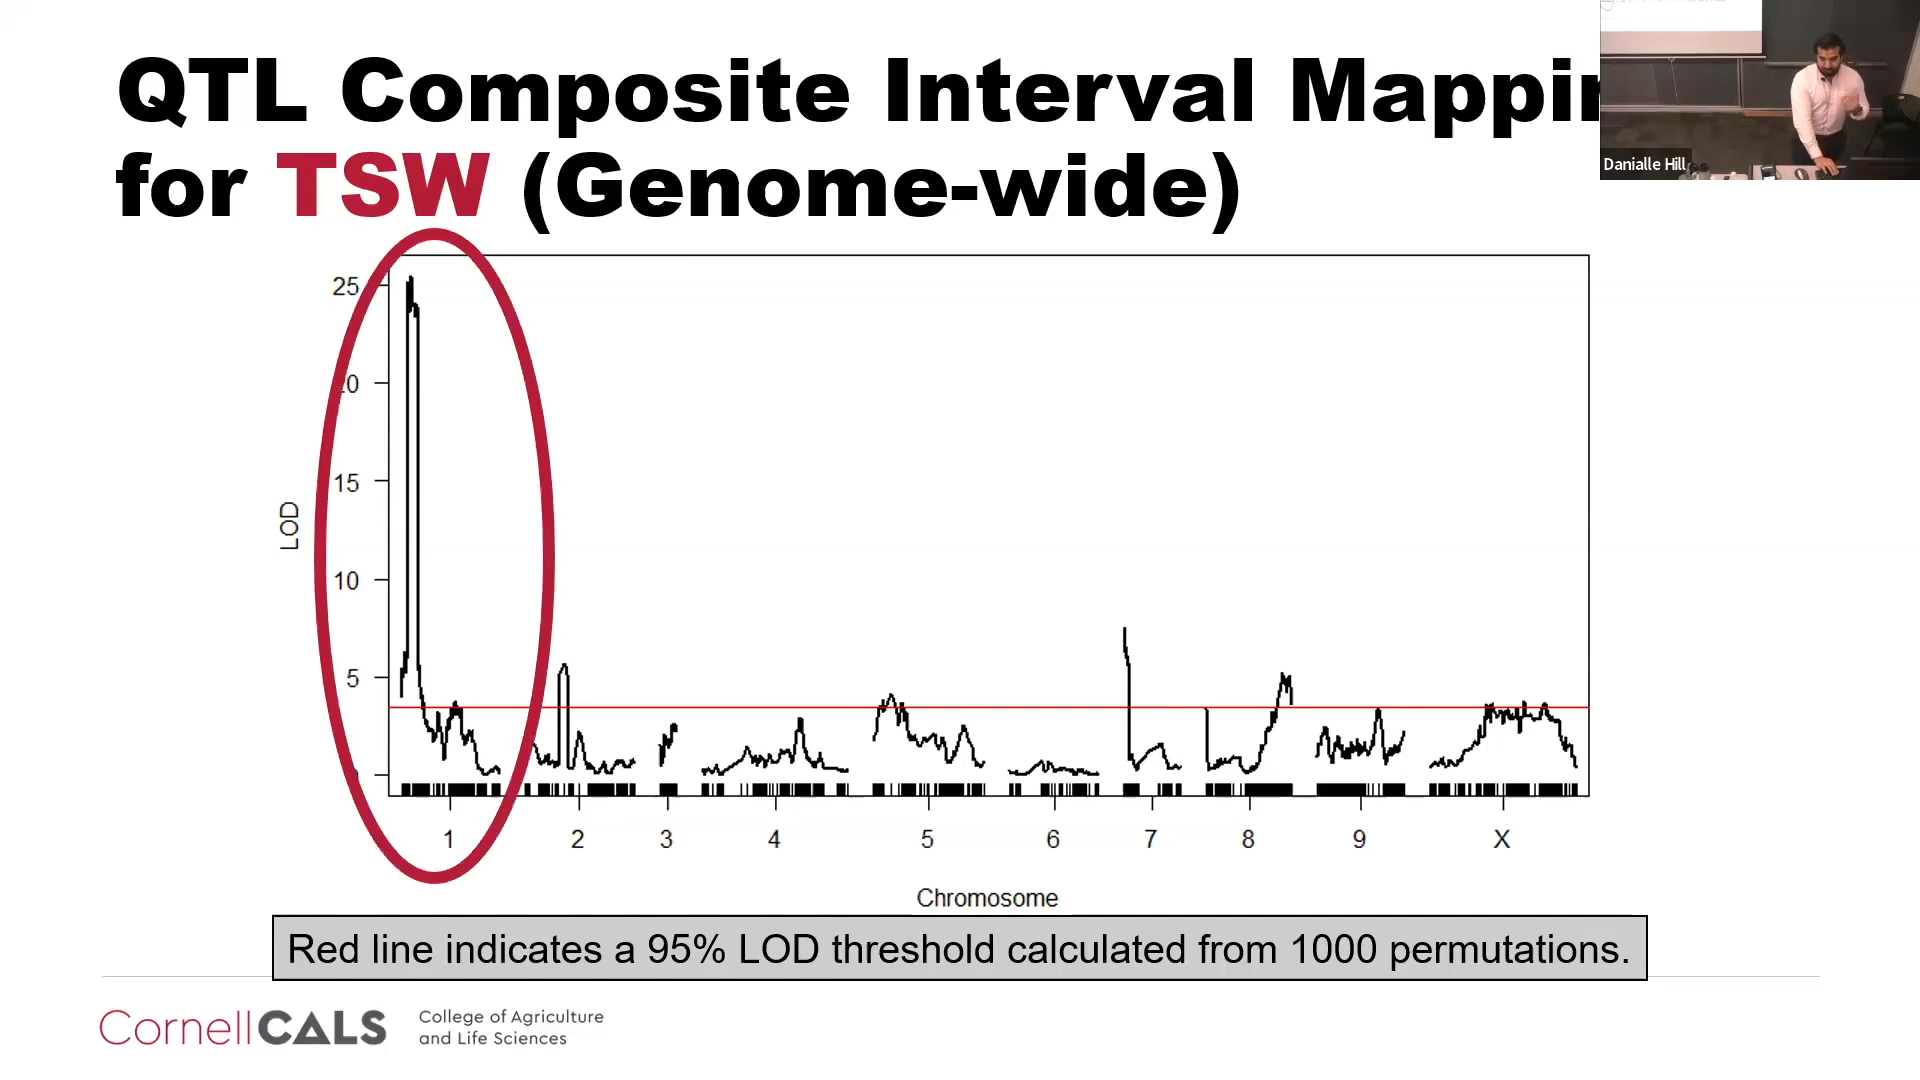 QTL Composite Interval Mappin
for TSW (Genome-wide)
Danialle Hill
25
20
15
10
5
0
LOD
1 2 3 4 5 6 7 8 9 X
Chromosome
Red line indicates a 95% LOD threshold calculated from 1000 permutations.
CornellCALS
College of Agriculture
and Life Sciences